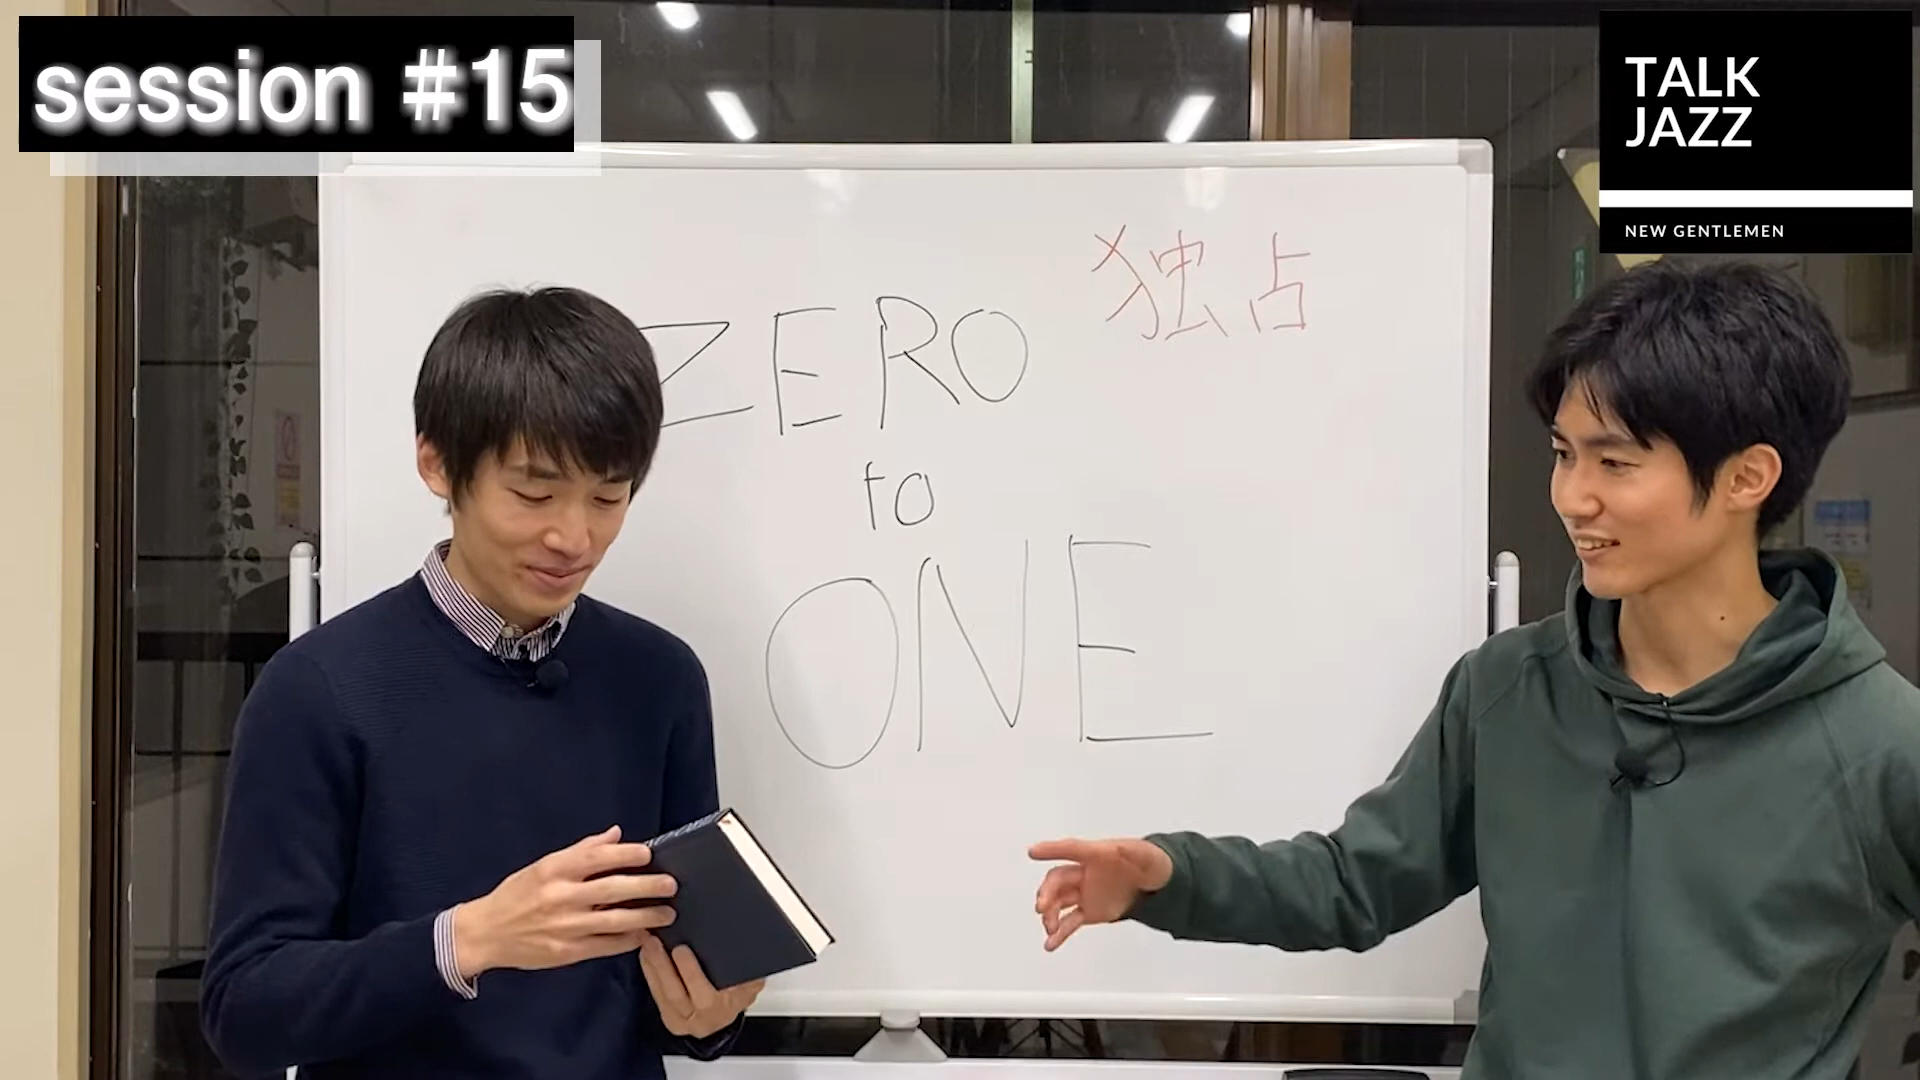 session #15
TALK
JAZZ
NEW GENTLEMEN
独占
ZERO
to
ONE